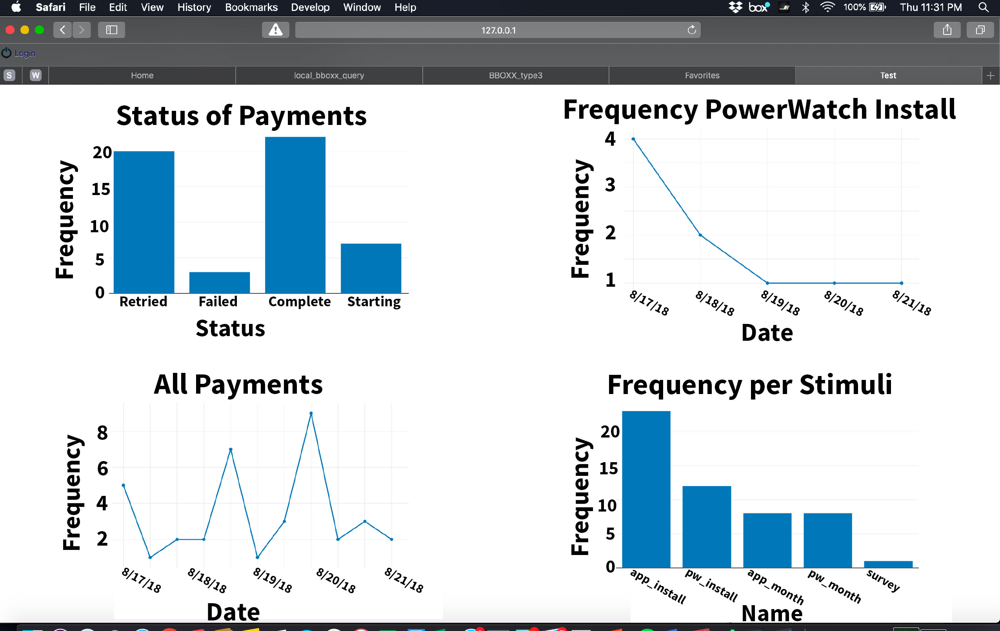 Safari File Edit View History Bookmarks Develop Window Help box 100% Thu 11:31 PM
127.0.0.1
Login
S W Home local_bboxx_query BBOXX_type3 Favorites Test
Status of Payments
Frequency
20
15
10
5
0
Retried Failed Complete Starting
Status
Frequency PowerWatch Install
Frequency
4
3
2
1
8/17/18 8/18/18 8/19/18 8/20/18 8/21/18
Date
All Payments
Frequency
8
6
4
2
8/17/18 8/18/18 8/19/18 8/20/18 8/21/18
Date
Frequency per Stimuli
Frequency
20
15
10
5
0
app_install pw_install app_month pw_month survey
Name